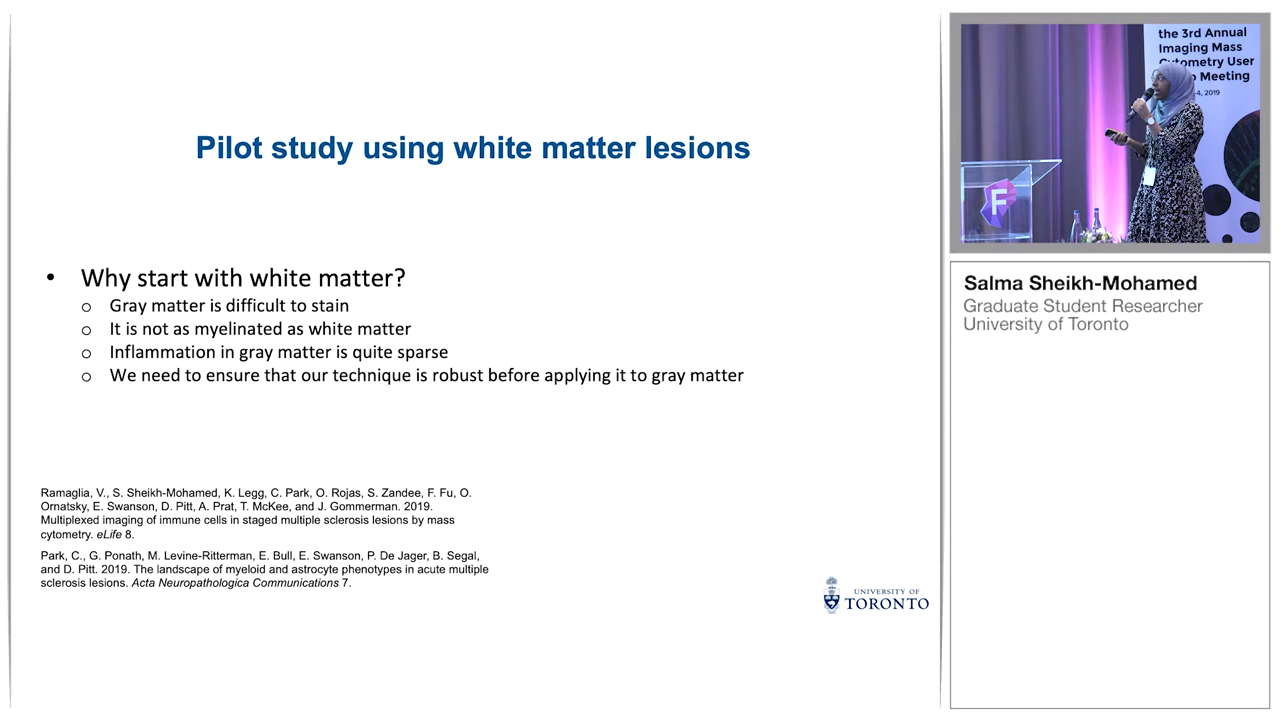 Pilot study using white matter lesions
• Why start with white matter?
o Gray matter is difficult to stain
o It is not as myelinated as white matter
o Inflammation in gray matter is quite sparse
o We need to ensure that our technique is robust before applying it to gray matter
Ramaglia, V., S. Sheikh-Mohamed, K. Legg, C. Park, O. Rojas, S. Zandee, F. Fu, O.
Ornatsky, E. Swanson, D. Pitt, A. Prat, T. McKee, and J. Gommerman. 2019.
Multiplexed imaging of immune cells in staged multiple sclerosis lesions by mass
cytometry. eLife 8.
Park, C., G. Ponath, M. Levine-Ritterman, E. Bull, E. Swanson, P. De Jager, B. Segal,
and D. Pitt. 2019. The landscape of myeloid and astrocyte phenotypes in acute multiple
sclerosis lesions. Acta Neuropathologica Communications 7.
UNIVERSITY OF
TORONTO
the 3rd Annual
Imaging Mass
Cytometry User
Meeting
4, 2019
F
Salma Sheikh-Mohamed
Graduate Student Researcher
University of Toronto